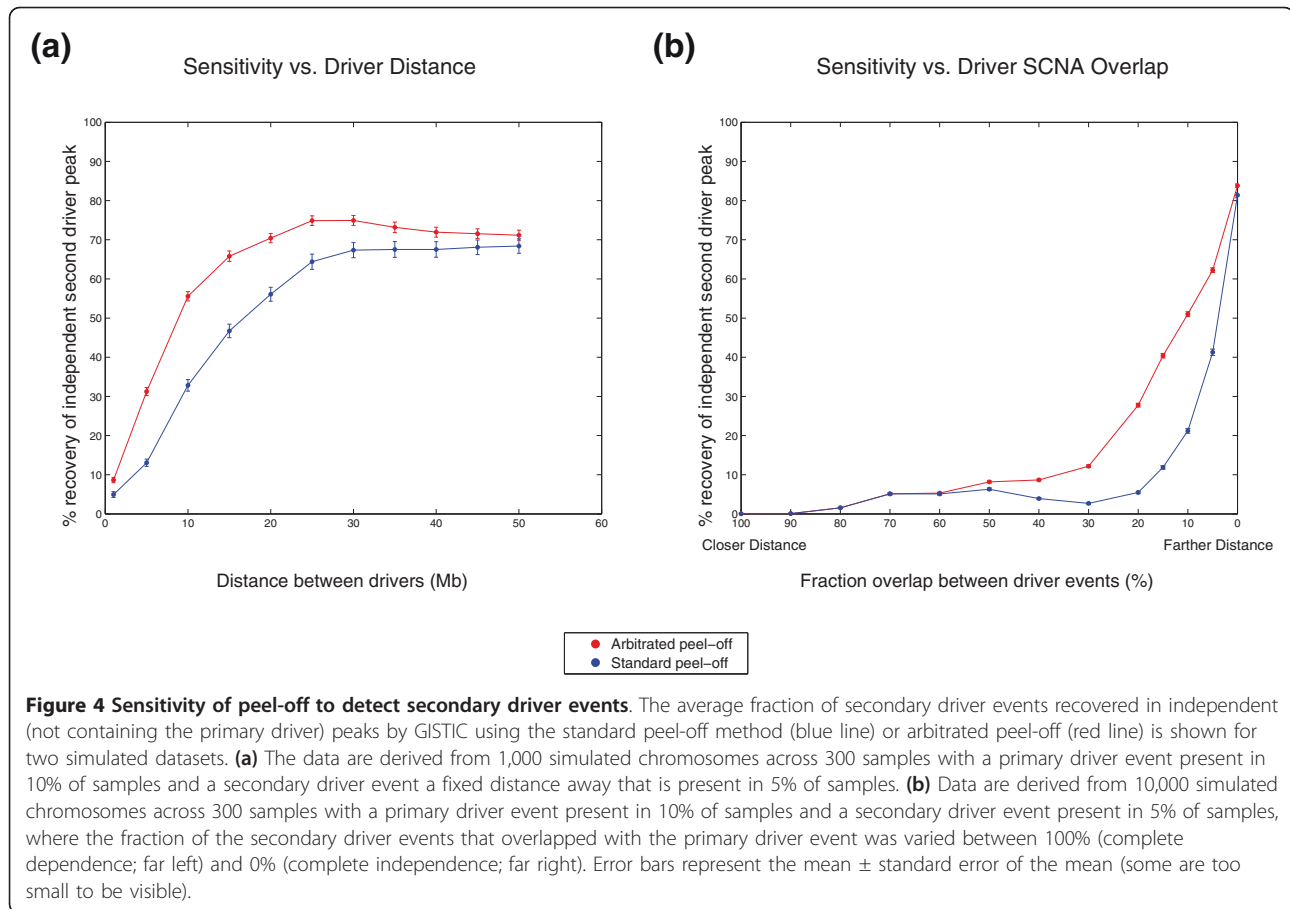 (a)
Sensitivity vs. Driver Distance
% recovery of independent second driver peak
100
90
80
70
60
50
40
30
20
10
0
0 10 20 30 40 50 60
Distance between drivers (Mb)
(b)
Sensitivity vs. Driver SCNA Overlap
% recovery of independent second driver peak
100
90
80
70
60
50
40
30
20
10
0
100 90 80 70 60 50 40 30 20 10 0
Closer Distance Farther Distance
Fraction overlap between driver events (%)
Arbitrated peel−off
Standard peel−off
Figure 4 Sensitivity of peel-off to detect secondary driver events. The average fraction of secondary driver events recovered in independent
(not containing the primary driver) peaks by GISTIC using the standard peel-off method (blue line) or arbitrated peel-off (red line) is shown for
two simulated datasets. (a) The data are derived from 1,000 simulated chromosomes across 300 samples with a primary driver event present in
10% of samples and a secondary driver event a fixed distance away that is present in 5% of samples. (b) Data are derived from 10,000 simulated
chromosomes across 300 samples with a primary driver event present in 10% of samples and a secondary driver event present in 5% of samples,
where the fraction of the secondary driver events that overlapped with the primary driver event was varied between 100% (complete
dependence; far left) and 0% (complete independence; far right). Error bars represent the mean ± standard error of the mean (some are too
small to be visible).